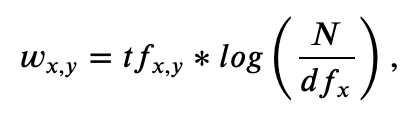 w_{x,y} = tf_{x,y} * log ( N / df_x ) ,